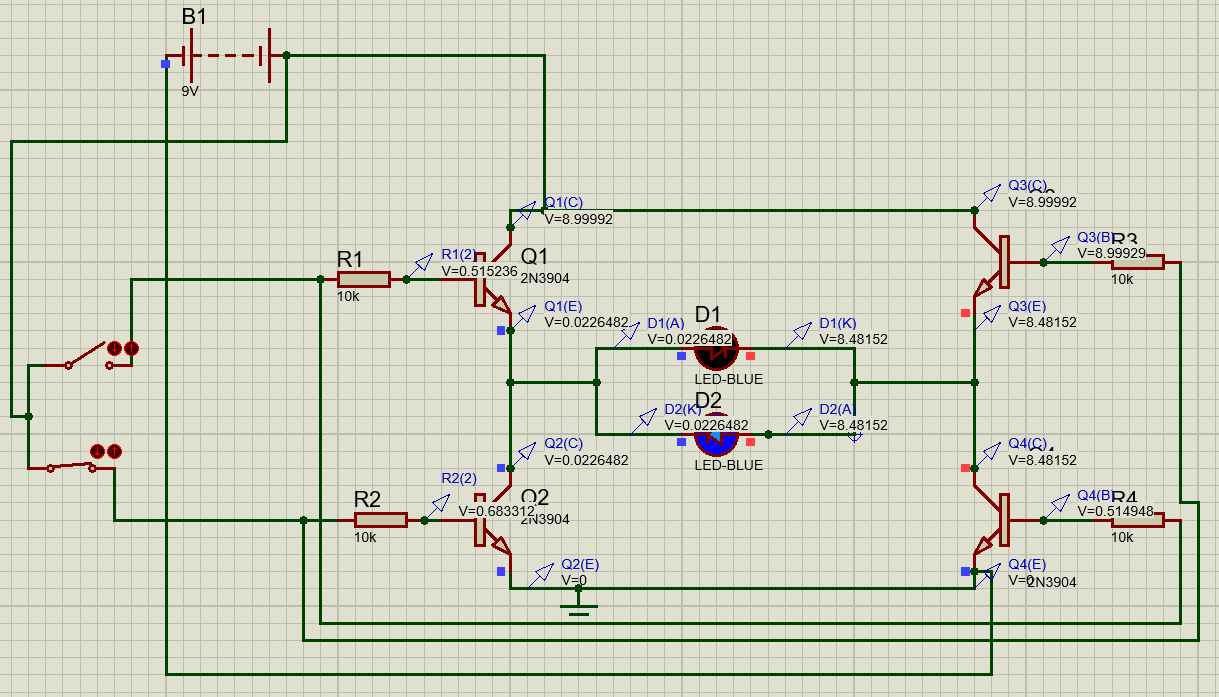 B1
9V
Q3(C)
V=8.99992
Q1(C)
V=8.99992
R1
10k
R1(2)
V=0.515236
Q1
2N3904
Q3(B)
V=8.99929
R3
10k
Q1(E)
V=0.0226482
D1
D1(A)
V=0.0226482
D1(K)
V=8.48152
LED-BLUE
Q3(E)
V=8.48152
D2
D2(K)
V=0.0226482
D2(A)
V=8.48152
LED-BLUE
Q2(C)
V=0.0226482
Q4(C)
V=8.48152
R2
10k
R2(2)
V=0.683312
Q2
2N3904
Q4(B)
V=0.514948
R4
10k
Q2(E)
V=0
Q4(E)
V=0
2N3904